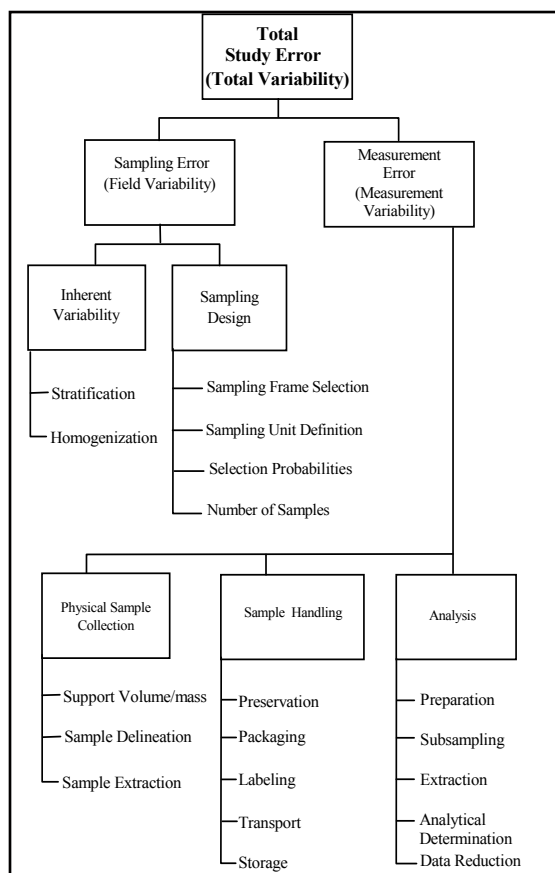 Total
Study Error
(Total Variability)
Sampling Error
(Field Variability)
Measurement
Error
(Measurement
Variability)
Inherent
Variability
Sampling
Design
Stratification
Homogenization
Sampling Frame Selection
Sampling Unit Definition
Selection Probabilities
Number of Samples
Physical Sample
Collection
Sample Handling
Analysis
Support Volume/mass
Sample Delineation
Sample Extraction
Preservation
Packaging
Labeling
Transport
Storage
Preparation
Subsampling
Extraction
Analytical
Determination
Data Reduction